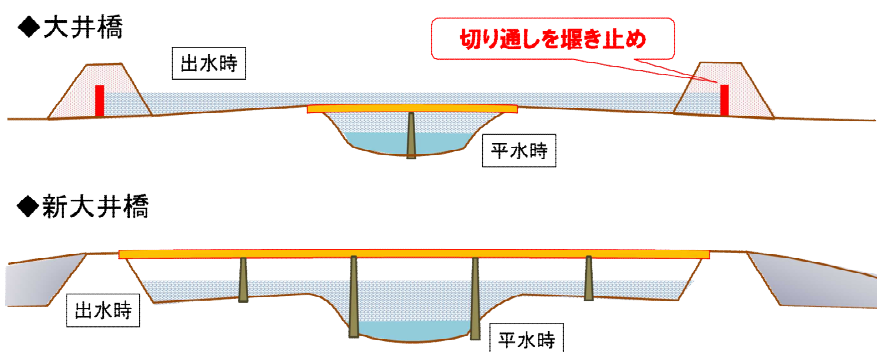 ◆大井橋
切り通しを堰き止め
出水時
平水時
◆新大井橋
出水時
平水時